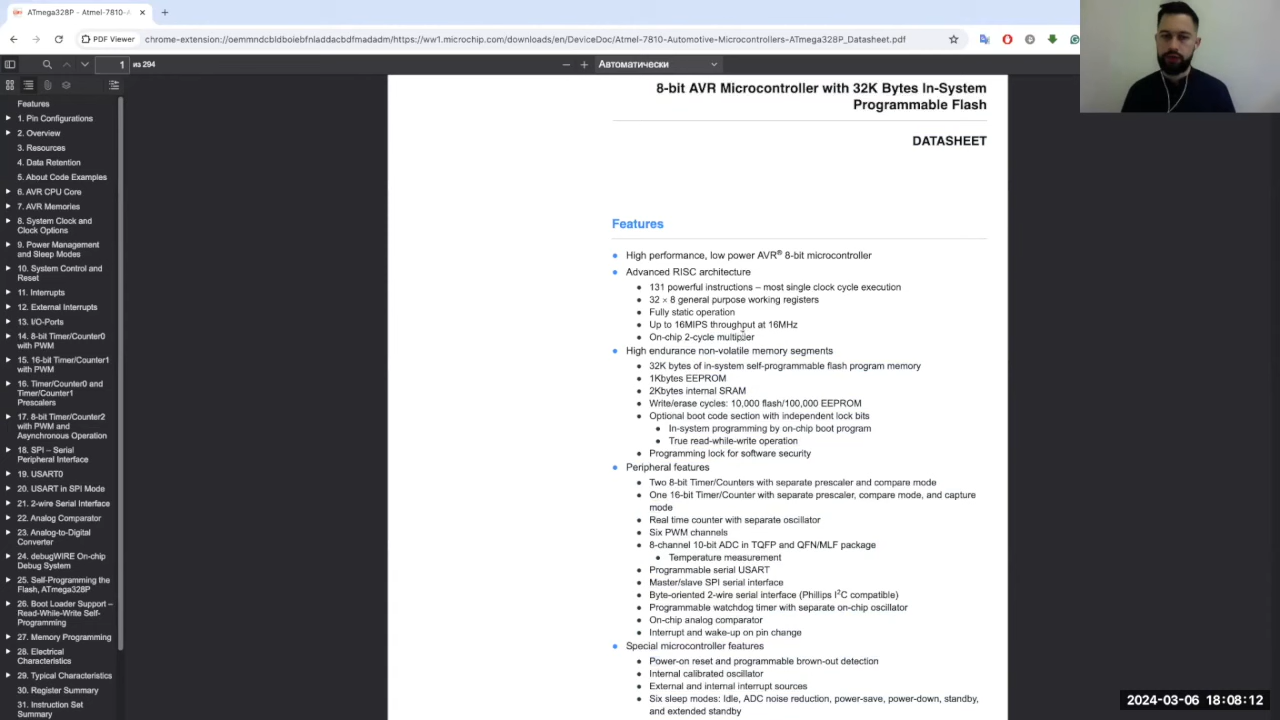 ATmega328P - Atmel-7810-A
PDF Viewer
chrome-extension://oemmndcbldboiebfnladdacbdfmadadm/https://ww1.microchip.com/downloads/en/DeviceDoc/Atmel-7810-Automotive-Microcontrollers-ATmega328P_Datasheet.pdf
1 из 294
Автоматически
Features
1. Pin Configurations
2. Overview
3. Resources
4. Data Retention
5. About Code Examples
6. AVR CPU Core
7. AVR Memories
8. System Clock and
Clock Options
9. Power Management
and Sleep Modes
10. System Control and
Reset
11. Interrupts
12. External Interrupts
13. I/O-Ports
14. 8-bit Timer/Counter0
with PWM
15. 16-bit Timer/Counter1
with PWM
16. Timer/Counter0 and
Timer/Counter1
Prescalers
17. 8-bit Timer/Counter2
with PWM and
Asynchronous Operation
18. SPI – Serial
Peripheral Interface
19. USART0
20. USART in SPI Mode
21. 2-wire Serial Interface
22. Analog Comparator
23. Analog-to-Digital
Converter
24. debugWIRE On-chip
Debug System
25. Self-Programming the
Flash, ATmega328P
26. Boot Loader Support –
Read-While-Write Self-
Programming
27. Memory Programming
28. Electrical
Characteristics
29. Typical Characteristics
30. Register Summary
31. Instruction Set
Summary
8-bit AVR Microcontroller with 32K Bytes In-System
Programmable Flash
DATASHEET
Features
● High performance, low power AVR® 8-bit microcontroller
● Advanced RISC architecture
● 131 powerful instructions – most single clock cycle execution
● 32 × 8 general purpose working registers
● Fully static operation
● Up to 16MIPS throughput at 16MHz
● On-chip 2-cycle multiplier
● High endurance non-volatile memory segments
● 32K bytes of in-system self-programmable flash program memory
● 1Kbytes EEPROM
● 2Kbytes internal SRAM
● Write/erase cycles: 10,000 flash/100,000 EEPROM
● Optional boot code section with independent lock bits
● In-system programming by on-chip boot program
● True read-while-write operation
● Programming lock for software security
● Peripheral features
● Two 8-bit Timer/Counters with separate prescaler and compare mode
● One 16-bit Timer/Counter with separate prescaler, compare mode, and capture
mode
● Real time counter with separate oscillator
● Six PWM channels
● 8-channel 10-bit ADC in TQFP and QFN/MLF package
● Temperature measurement
● Programmable serial USART
● Master/slave SPI serial interface
● Byte-oriented 2-wire serial interface (Phillips I²C compatible)
● Programmable watchdog timer with separate on-chip oscillator
● On-chip analog comparator
● Interrupt and wake-up on pin change
● Special microcontroller features
● Power-on reset and programmable brown-out detection
● Internal calibrated oscillator
● External and internal interrupt sources
● Six sleep modes: Idle, ADC noise reduction, power-save, power-down, standby,
and extended standby
2024-03-06 18:08:12